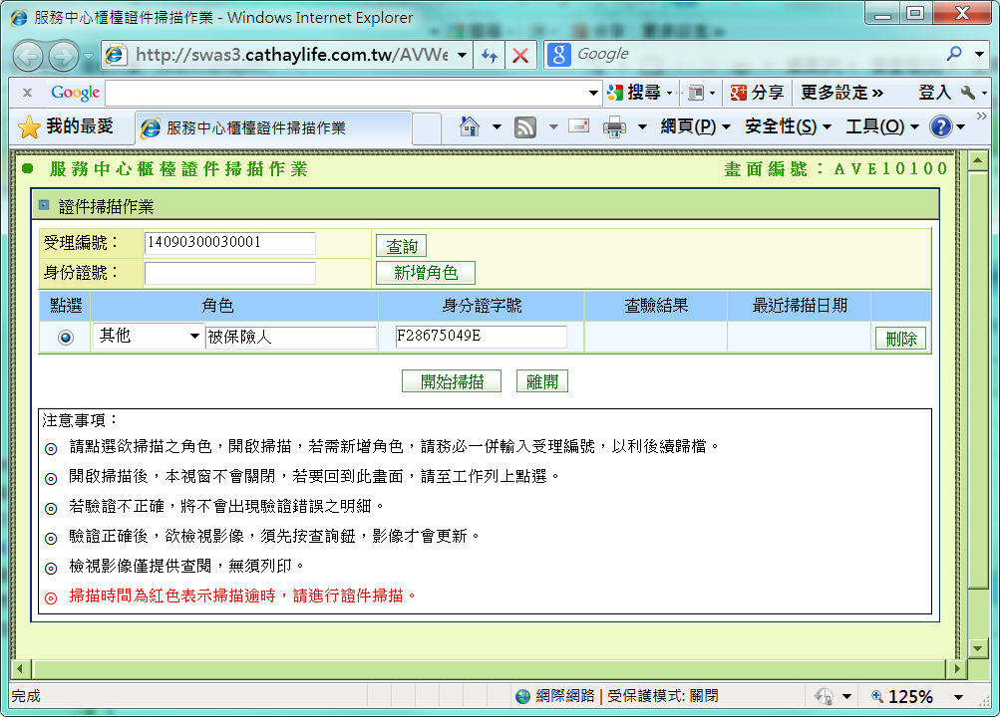 服務中心櫃檯證件掃描作業 - Windows Internet Explorer
http://swas3.cathaylife.com.tw/AVWe
Google
x Google 搜尋 分享 更多設定 » 登入
我的最愛 服務中心櫃檯證件掃描作業 網頁(P) 安全性(S) 工具(O) »
服務中心櫃檯證件掃描作業 畫面編號：AVE10100
證件掃描作業
受理編號： 14090300030001 查詢
身份證號： 新增角色
點選 角色 身分證字號 查驗結果 最近掃描日期
其他 被保險人 F28675049E 刪除
開始掃描 離開
注意事項：
◎ 請點選欲掃描之角色，開啟掃描，若需新增角色，請務必一併輸入受理編號，以利後續歸檔。
◎ 開啟掃描後，本視窗不會關閉，若要回到此畫面，請至工作列上點選。
◎ 若驗證不正確，將不會出現驗證錯誤之明細。
◎ 驗證正確後，欲檢視影像，須先按查詢鈕，影像才會更新。
◎ 檢視影像僅提供查閱，無須列印。
◎ 掃描時間為紅色表示掃描逾時，請進行證件掃描。
完成 網際網路 | 受保護模式: 關閉 125%